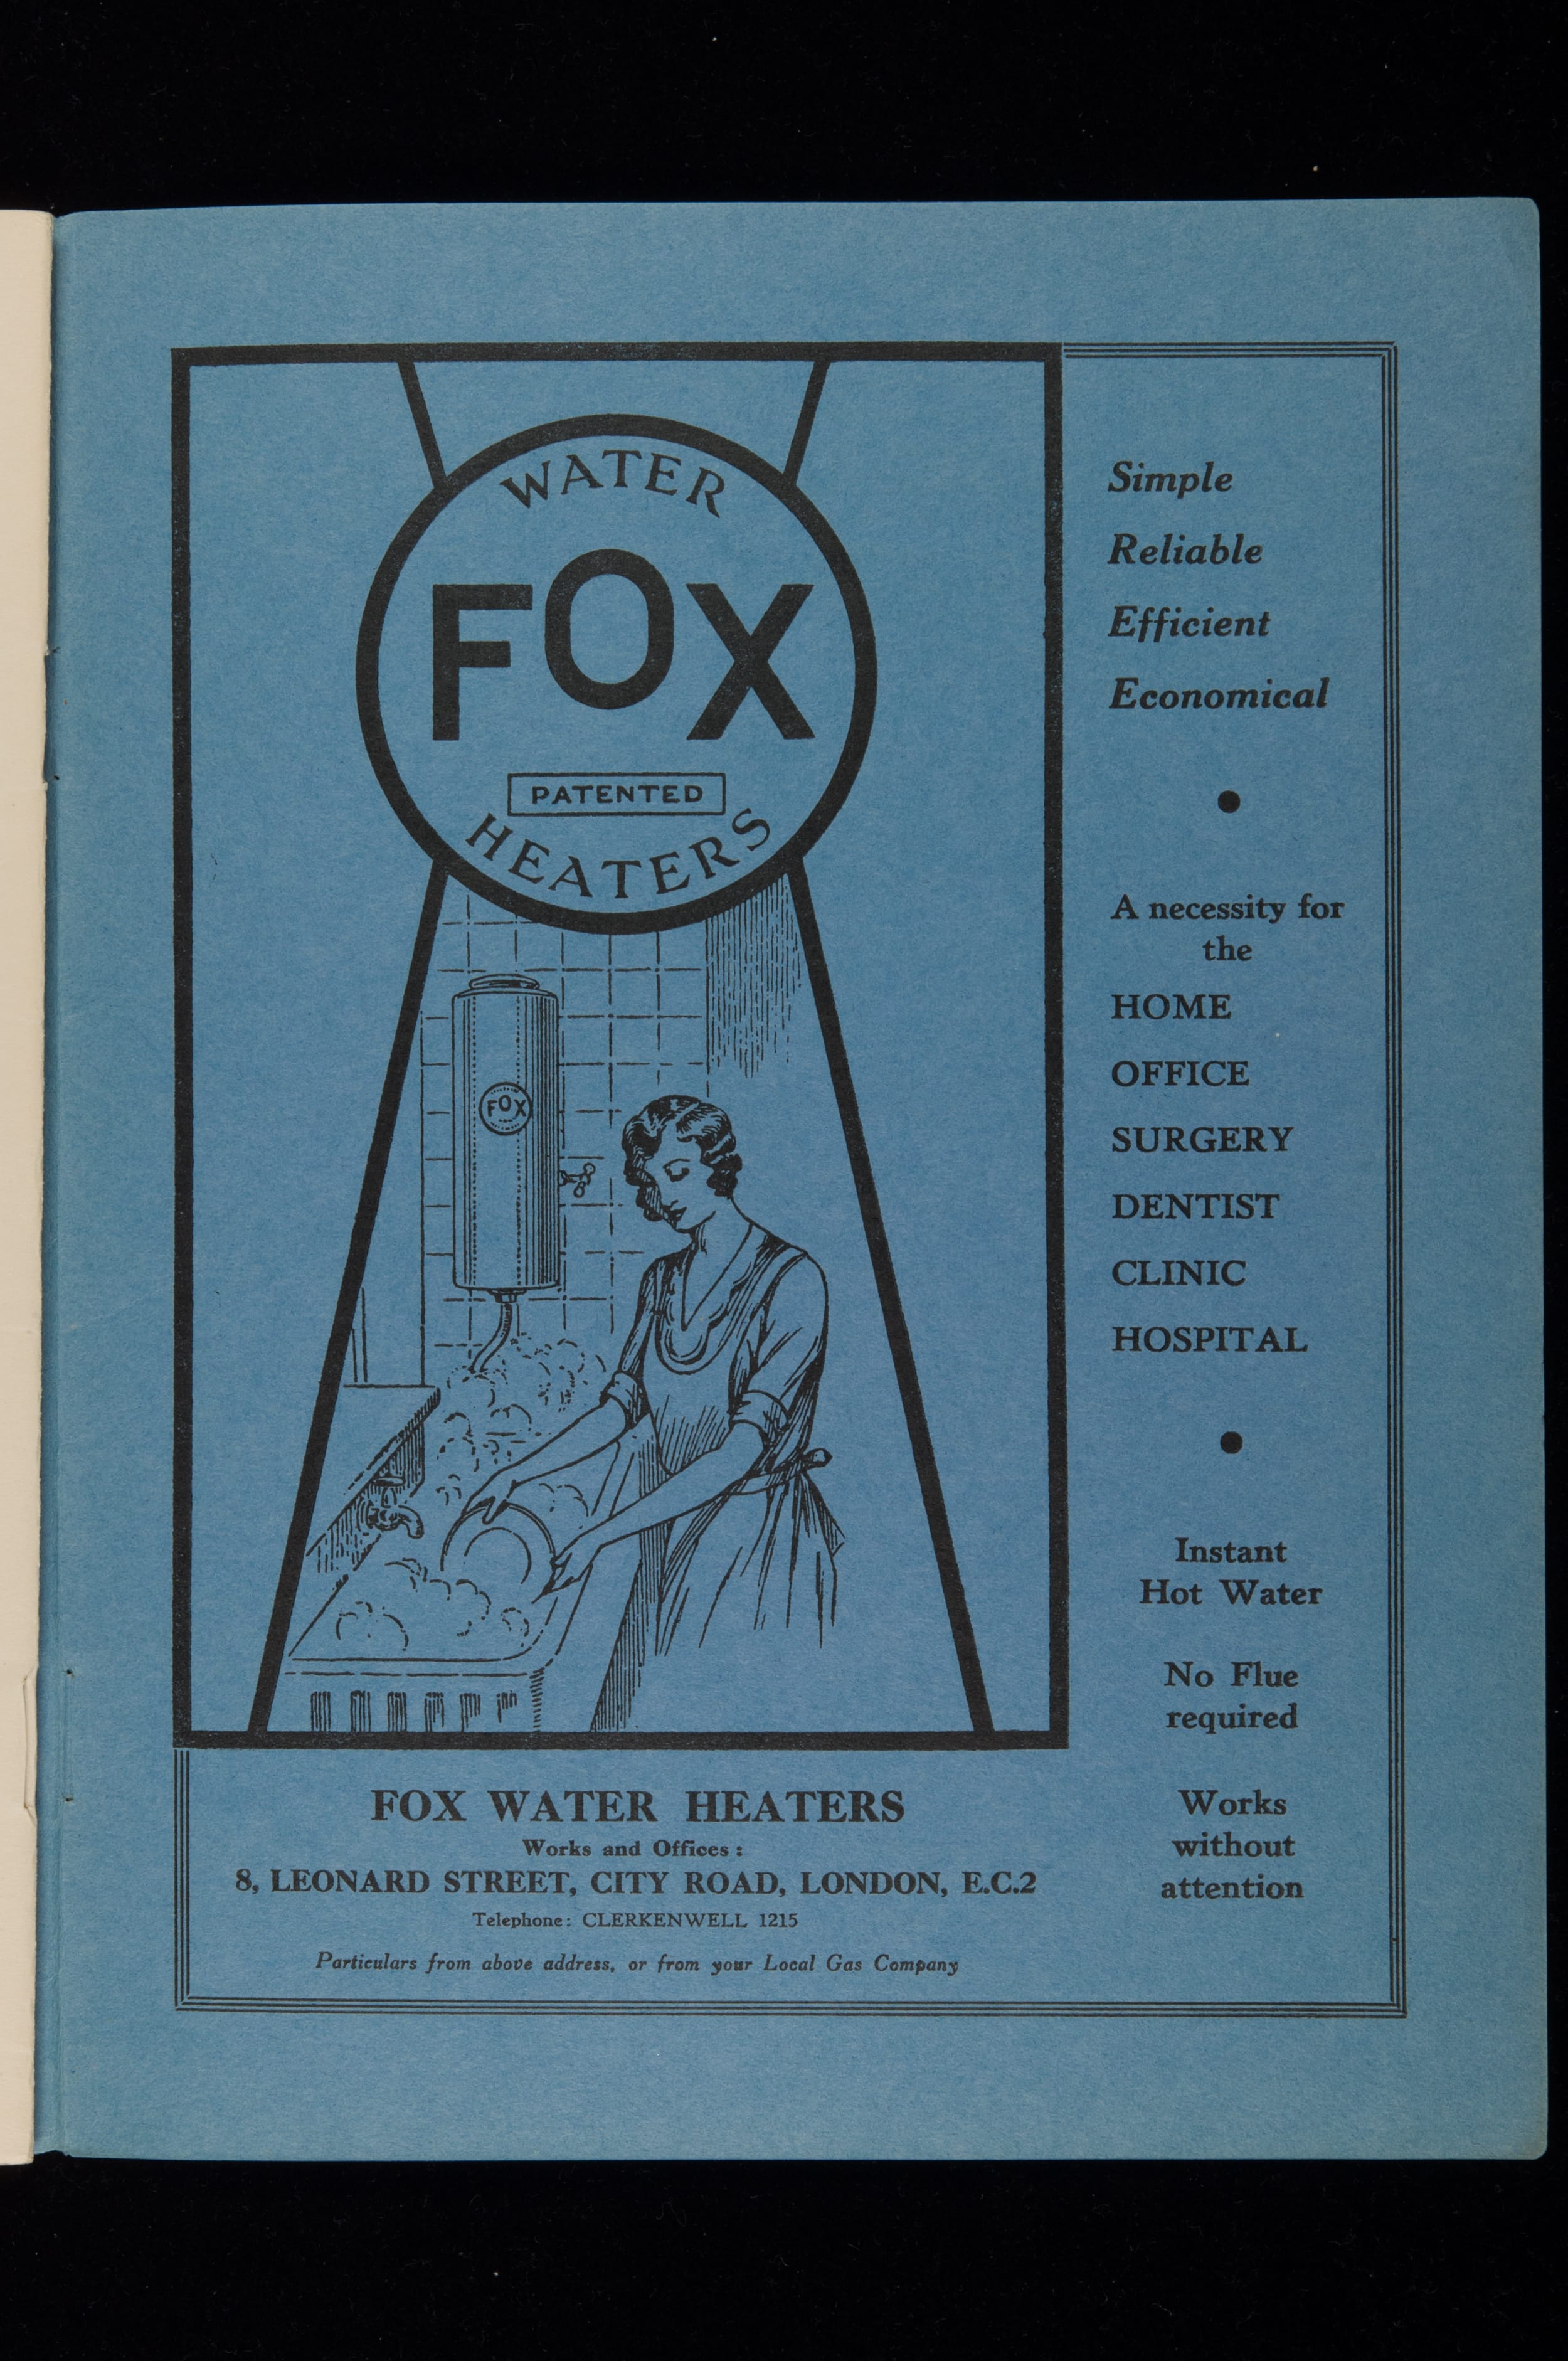 WATER
FOX
PATENTED
HEATERS
FOX
Simple
Reliable
Efficient
Economical
A necessity for
the
HOME
OFFICE
SURGERY
DENTIST
CLINIC
HOSPITAL
Instant
Hot Water
No Flue
required
Works
without
attention
FOX WATER HEATERS
Works and Offices :
8, LEONARD STREET, CITY ROAD, LONDON, E.C.2
Telephone : CLERKENWELL 1215
Particulars from above address, or from your Local Gas Company